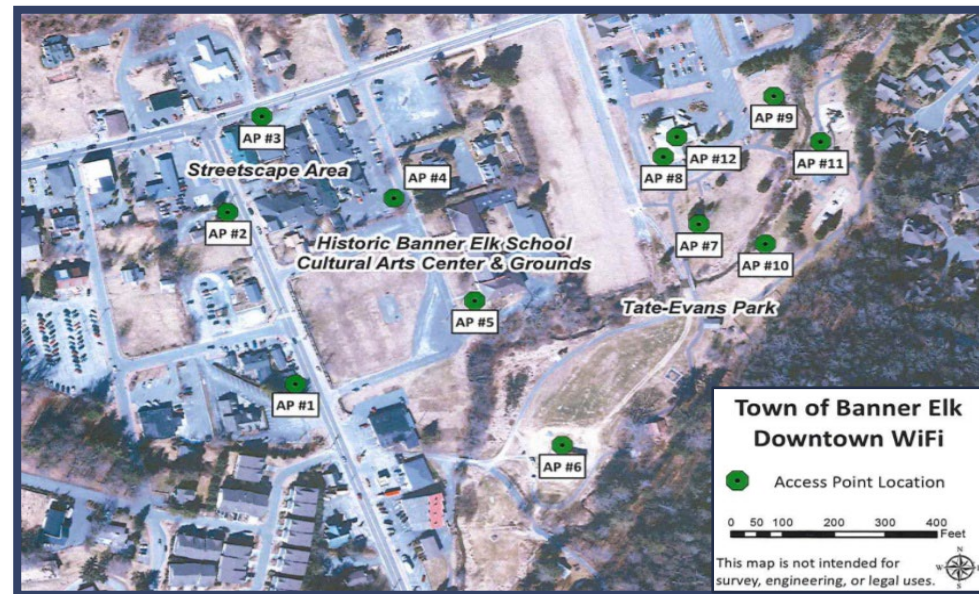 AP #9
AP #3
AP #12
AP #11
AP #8
Streetscape Area
AP #4
AP #2
AP #7
Historic Banner Elk School
Cultural Arts Center & Grounds
AP #10
Tate-Evans Park
AP #5
AP #1
AP #6
Town of Banner Elk
Downtown WiFi
Access Point Location
0 50 100 200 300 400
Feet
This map is not intended for
survey, engineering, or legal uses.
N
W E
S